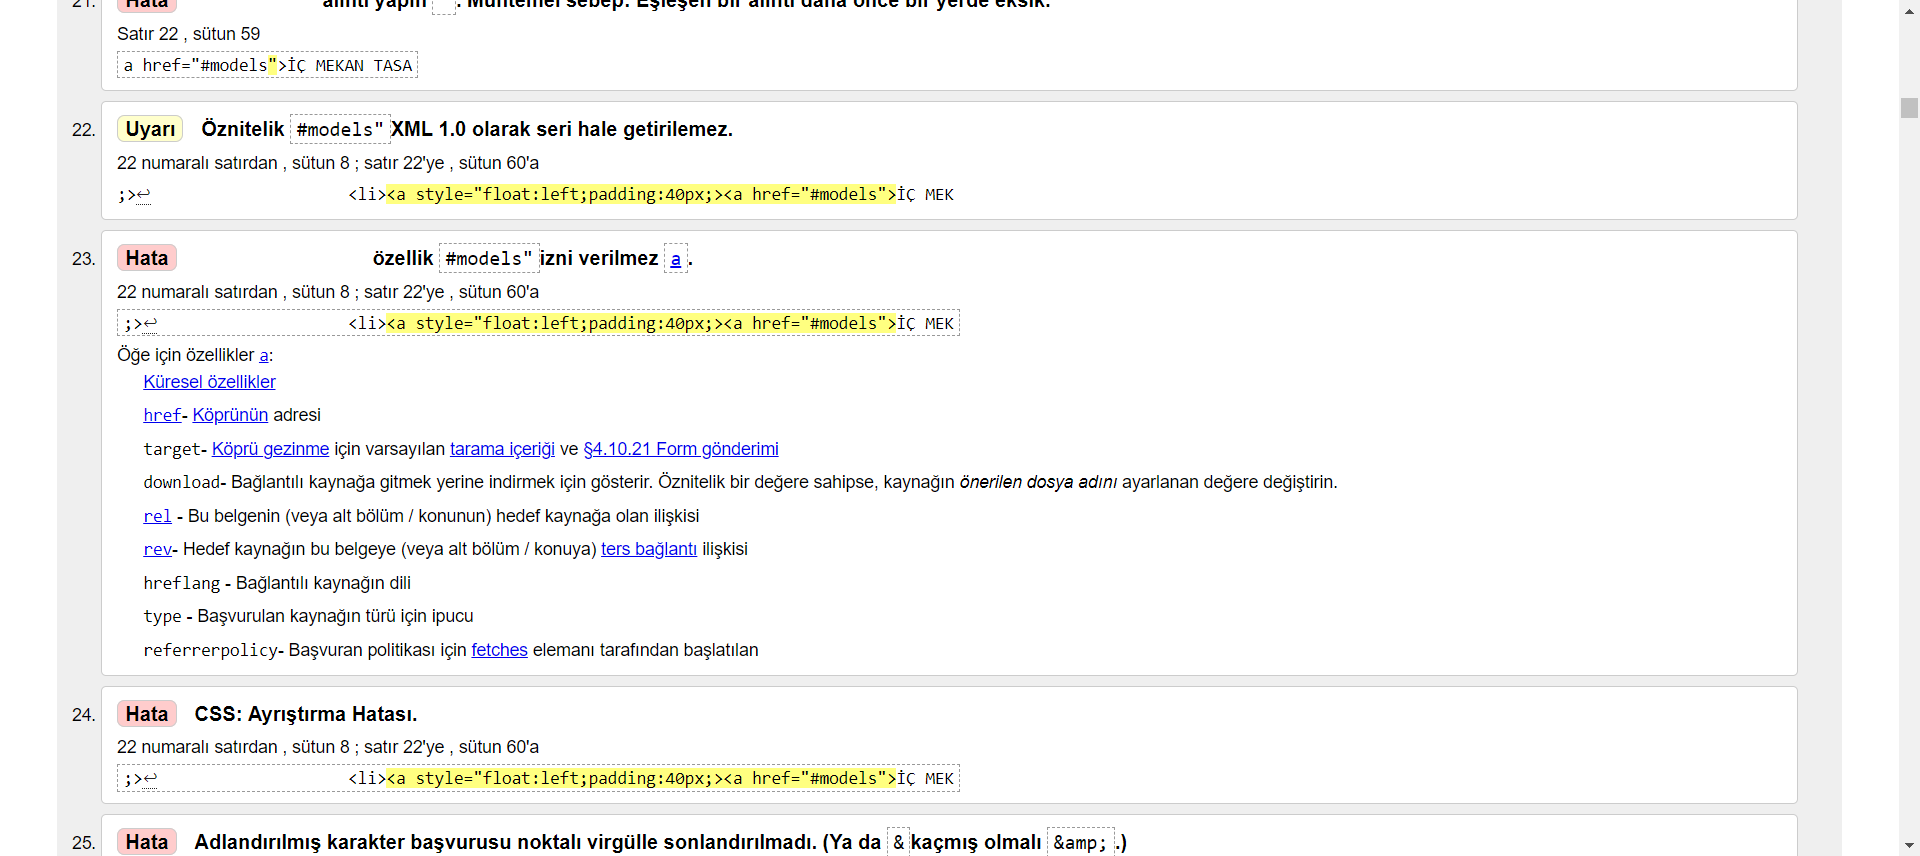 21. Hata alıntı yapın " . Muhtemel sebep: Eşleşen bir alıntı daha önce bir yerde eksik.
Satır 22 , sütun 59
a href="#models">İÇ MEKAN TASA
22. Uyarı Öznitelik #models" XML 1.0 olarak seri hale getirilemez.
22 numaralı satırdan , sütun 8 ; satır 22'ye , sütun 60'a
;>↩ <li><a style="float:left;padding:40px;><a href="#models">İÇ MEK
23. Hata özellik #models" izni verilmez a .
22 numaralı satırdan , sütun 8 ; satır 22'ye , sütun 60'a
;>↩ <li><a style="float:left;padding:40px;><a href="#models">İÇ MEK
Öğe için özellikler a:
Küresel özellikler
href- Köprünün adresi
target- Köprü gezinme için varsayılan tarama içeriği ve §4.10.21 Form gönderimi
download- Bağlantılı kaynağa gitmek yerine indirmek için gösterir. Öznitelik bir değere sahipse, kaynağın önerilen dosya adını ayarlanan değere değiştirin.
rel - Bu belgenin (veya alt bölüm / konunun) hedef kaynağa olan ilişkisi
rev- Hedef kaynağın bu belgeye (veya alt bölüm / konuya) ters bağlantı ilişkisi
hreflang - Bağlantılı kaynağın dili
type - Başvurulan kaynağın türü için ipucu
referrerpolicy- Başvuran politikası için fetches elemanı tarafından başlatılan
24. Hata CSS: Ayrıştırma Hatası.
22 numaralı satırdan , sütun 8 ; satır 22'ye , sütun 60'a
;>↩ <li><a style="float:left;padding:40px;><a href="#models">İÇ MEK
25. Hata Adlandırılmış karakter başvurusu noktalı virgülle sonlandırılmadı. (Ya da & kaçmış olmalı &amp; .)